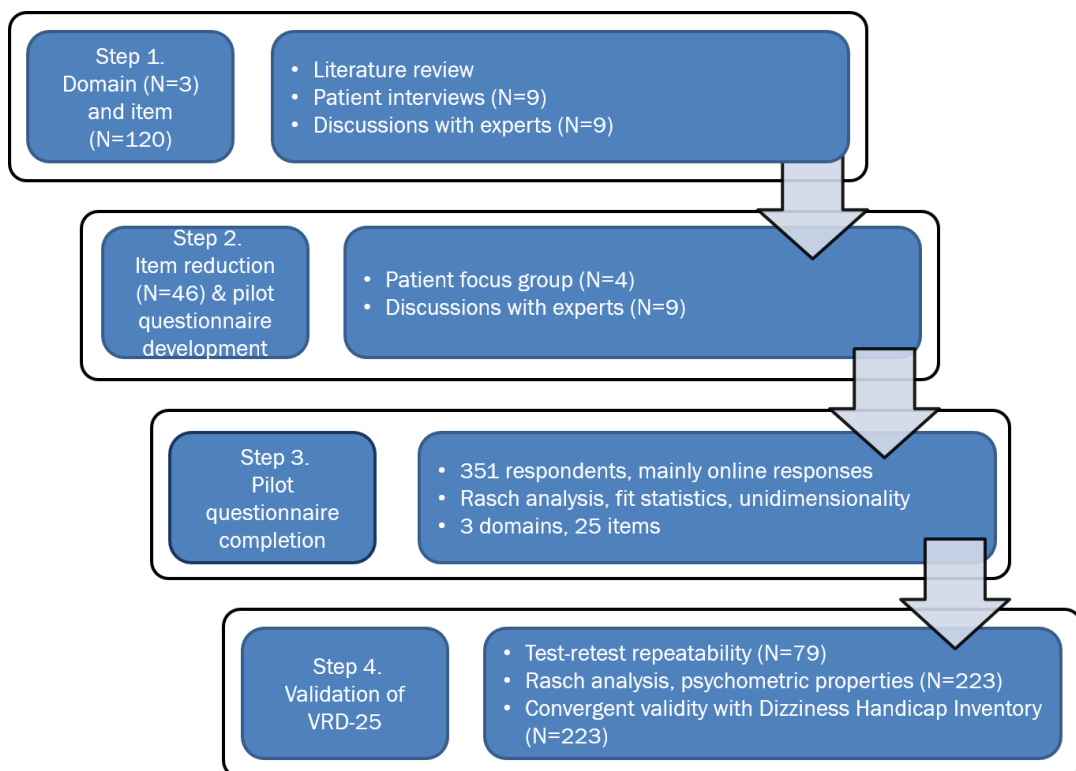 Step 1.
Domain (N=3)
and item
(N=120)
• Literature review
• Patient interviews (N=9)
• Discussions with experts (N=9)
Step 2.
Item reduction
(N=46) & pilot
questionnaire
development
• Patient focus group (N=4)
• Discussions with experts (N=9)
Step 3.
Pilot
questionnaire
completion
• 351 respondents, mainly online responses
• Rasch analysis, fit statistics, unidimensionality
• 3 domains, 25 items
Step 4.
Validation of
VRD-25
• Test-retest repeatability (N=79)
• Rasch analysis, psychometric properties (N=223)
• Convergent validity with Dizziness Handicap Inventory
(N=223)